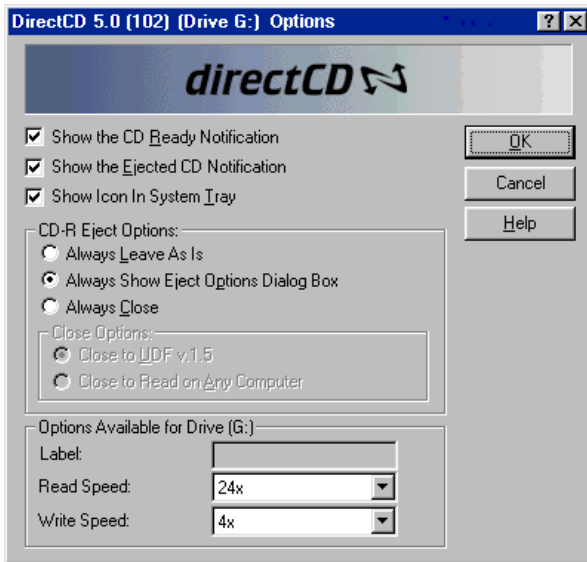 DirectCD 5.0 (102) (Drive G:) Options
directCD
Show the CD Ready Notification
Show the Ejected CD Notification
Show Icon In System Tray
OK
Cancel
Help
CD-R Eject Options:
Always Leave As Is
Always Show Eject Options Dialog Box
Always Close
Close Options:
Close to UDF v.1.5
Close to Read on Any Computer
Options Available for Drive (G:)
Label:
Read Speed: 24x
Write Speed: 4x